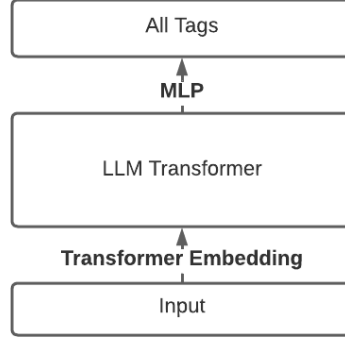 All Tags
MLP
LLM Transformer
Transformer Embedding
Input